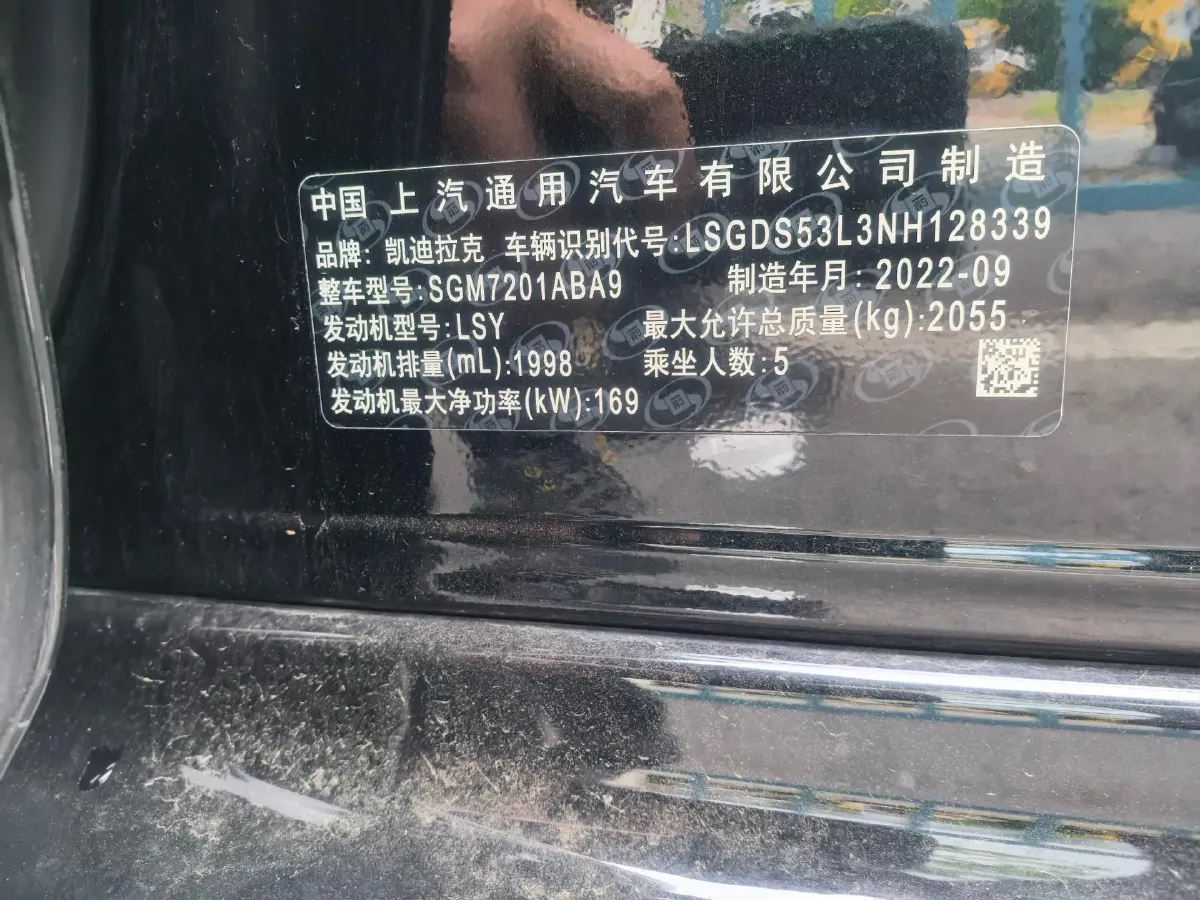 中国 上汽通用汽车有限公司制造
品牌: 凯迪拉克 车辆识别代号:LSGDS53L3NH128339
整车型号:SGM7201ABA9 制造年月: 2022-09
发动机型号:LSY 最大允许总质量(kg):2055
发动机排量(mL):1998 乘坐人数:5
发动机最大净功率(kW):169